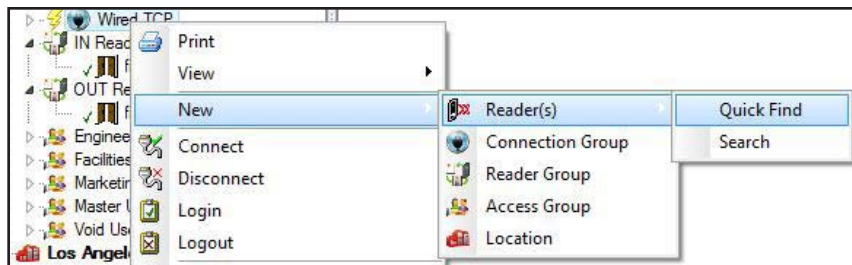 Wired TCP
IN Read
Print
View
OUT Re
New
Reader(s)
Quick Find
Enginee
Connect
Connection Group
Search
Facilities
Disconnect
Reader Group
Marketin
Login
Access Group
Master U
Void Use
Logout
Location
Los Angel